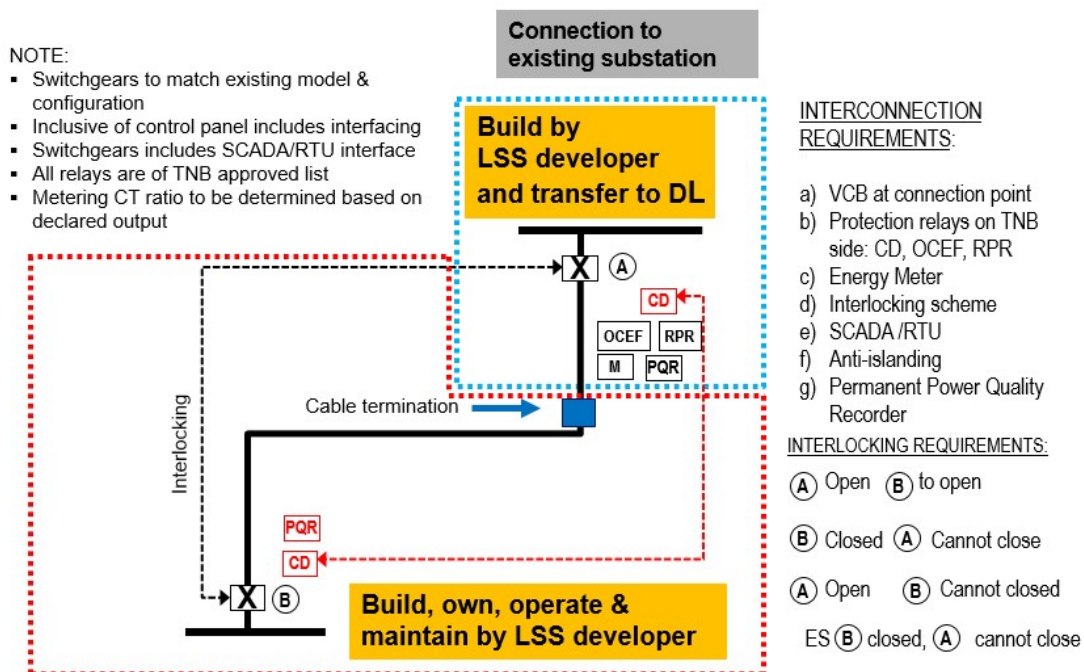 Connection to
existing substation
NOTE:
▪ Switchgears to match existing model &
configuration
▪ Inclusive of control panel includes interfacing
▪ Switchgears includes SCADA/RTU interface
▪ All relays are of TNB approved list
▪ Metering CT ratio to be determined based on
declared output
Build by
LSS developer
and transfer to DL
X A
CD
OCEF RPR
M PQR
Cable termination
Interlocking
PQR
CD
X B
Build, own, operate &
maintain by LSS developer
INTERCONNECTION
REQUIREMENTS:
a) VCB at connection point
b) Protection relays on TNB
side: CD, OCEF, RPR
c) Energy Meter
d) Interlocking scheme
e) SCADA /RTU
f) Anti-islanding
g) Permanent Power Quality
Recorder
INTERLOCKING REQUIREMENTS:
A Open B to open
B Closed A Cannot close
A Open B Cannot closed
ES B closed, A cannot close